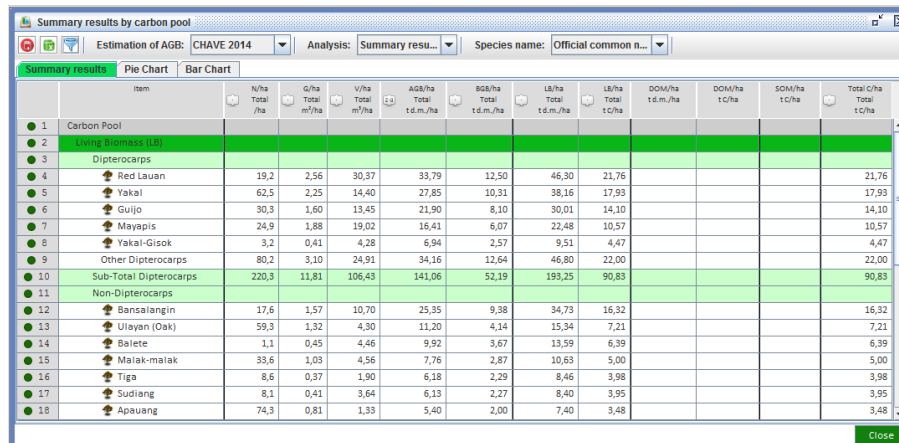 Summary results by carbon pool
Estimation of AGB: CHAVE 2014 Analysis: Summary resu... Species name: Official common n...
Summary results Pie Chart Bar Chart
Item N/ha G/ha V/ha AGB/ha BGB/ha LB/ha LB/ha DOM/ha DOM/ha SOM/ha Total C/ha
Total Total Total Total Total Total Total t d.m./ha t C/ha t C/ha Total
/ha m²/ha m³/ha t d.m./ha t d.m./ha t d.m./ha t C/ha t C/ha
1 Carbon Pool
2 Living Biomass (LB)
3 Dipterocarps
4 Red Lauan 19,2 2,56 30,37 33,79 12,50 46,30 21,76 21,76
5 Yakal 62,5 2,25 14,40 27,85 10,31 38,16 17,93 17,93
6 Guijo 30,3 1,60 13,45 21,90 8,10 30,01 14,10 14,10
7 Mayapis 24,9 1,88 19,02 16,41 6,07 22,48 10,57 10,57
8 Yakal-Gisok 3,2 0,41 4,28 6,94 2,57 9,51 4,47 4,47
9 Other Dipterocarps 80,2 3,10 24,91 34,16 12,64 46,80 22,00 22,00
10 Sub-Total Dipterocarps 220,3 11,81 106,43 141,06 52,19 193,25 90,83 90,83
11 Non-Dipterocarps
12 Bansalangin 17,6 1,57 10,70 25,35 9,38 34,73 16,32 16,32
13 Ulayan (Oak) 59,3 1,32 4,30 11,20 4,14 15,34 7,21 7,21
14 Balete 1,1 0,45 4,46 9,92 3,67 13,59 6,39 6,39
15 Malak-malak 33,6 1,03 4,56 7,76 2,87 10,63 5,00 5,00
16 Tiga 8,6 0,37 1,90 6,18 2,29 8,46 3,98 3,98
17 Sudiang 8,1 0,41 3,64 6,13 2,27 8,40 3,95 3,95
18 Apauang 74,3 0,81 1,33 5,40 2,00 7,40 3,48 3,48
Close